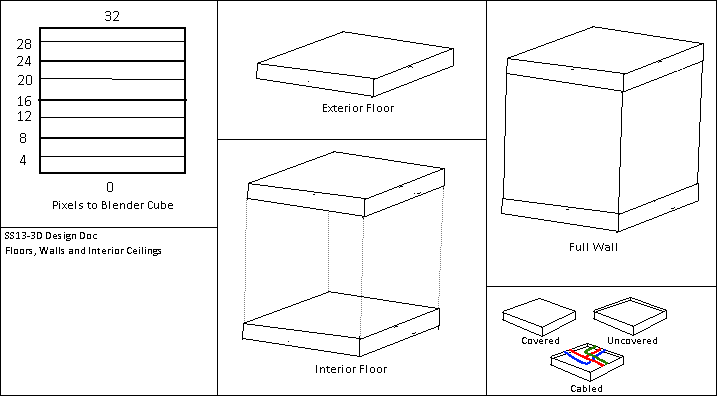 32
28
24
20
16
12
8
4
0
Pixels to Blender Cube
SS13-3D Design Doc
Floors, Walls and Interior Ceilings
Exterior Floor
Interior Floor
Full Wall
Covered
Uncovered
Cabled